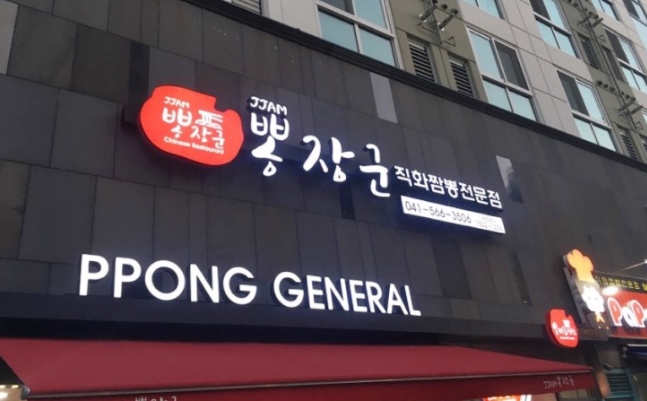 JJAM
뽕장군
Chinese Restaurant
JJAM
뽕장군
직화짬뽕전문점
041-566-3506
PPONG GENERAL